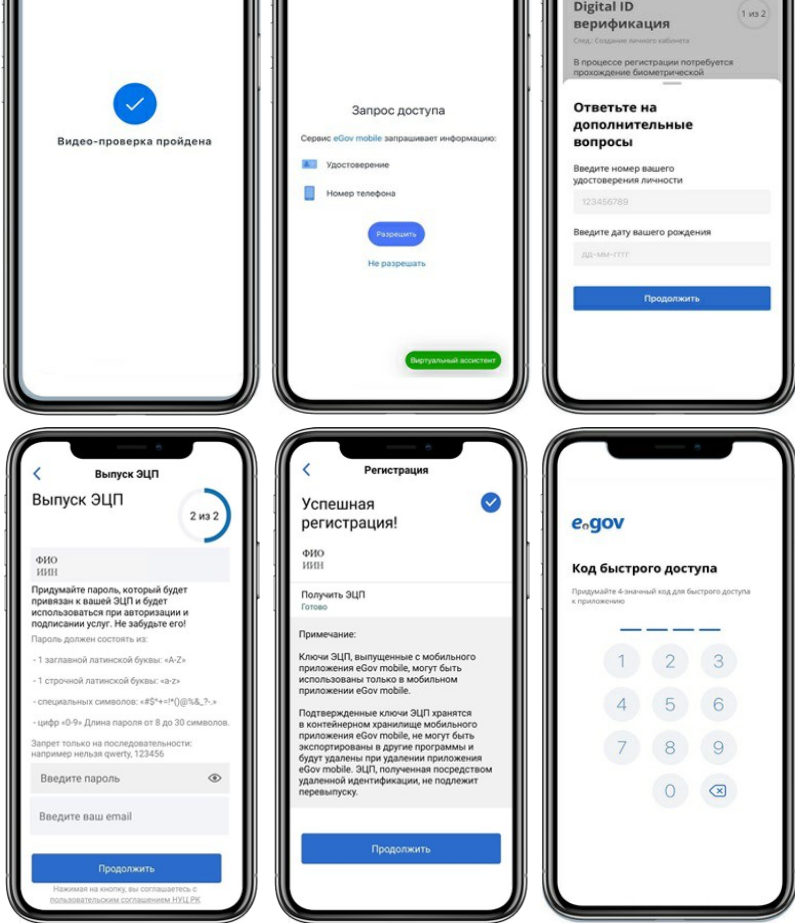 Видео-проверка пройдена
Запрос доступа
Сервис eGov mobile запрашивает информацию:
Удостоверение
Номер телефона
Разрешить
Не разрешать
Виртуальный ассистент
Digital ID
верификация
1 из 2
След.: Создание личного кабинета
В процессе регистрации потребуется
прохождение биометрической
Ответьте на
дополнительные
вопросы
Введите номер вашего
удостоверения личности
123456789
Введите дату вашего рождения
дд-мм-гггг
Продолжить
Выпуск ЭЦП
Выпуск ЭЦП
2 из 2
ФИО
ИИН
Придумайте пароль, который будет
привязан к вашей ЭЦП и будет
использоваться при авторизации и
подписании услуг. Не забудьте его!
Пароль должен состоять из:
- 1 заглавной латинской буквы: «A-Z»
- 1 строчной латинской буквы: «a-z»
- специальных символов: «#$^+=!*()@%&_?-.»
- цифр «0-9» Длина пароля от 8 до 30 символов.
Запрет только на последовательности:
например нельзя qwerty, 123456
Введите пароль
Введите ваш email
Продолжить
Нажимая на кнопку, вы соглашаетесь с
пользовательским соглашением НУЦ РК
Регистрация
Успешная
регистрация!
ФИО
ИИН
Получить ЭЦП
Готово
Примечание:
Ключи ЭЦП, выпущенные с мобильного
приложения eGov mobile, могут быть
использованы только в мобильном
приложении eGov mobile.
Подтвержденные ключи ЭЦП хранятся
в контейнерном хранилище мобильного
приложения eGov mobile, не могут быть
экспортированы в другие программы и
будут удалены при удалении приложения
eGov mobile. ЭЦП, полученная посредством
удаленной идентификации, не подлежит
перевыпуску.
Продолжить
e.gov
Код быстрого доступа
Придумайте 4-значный код для быстрого доступа
к приложению
1 2 3
4 5 6
7 8 9
0